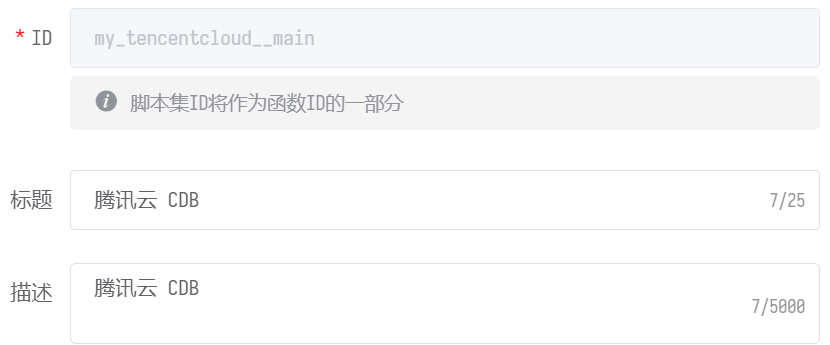 * ID
my_tencentcloud__main
脚本集ID将作为函数ID的一部分
标题
腾讯云 CDB
7/25
描述
腾讯云 CDB
7/5000